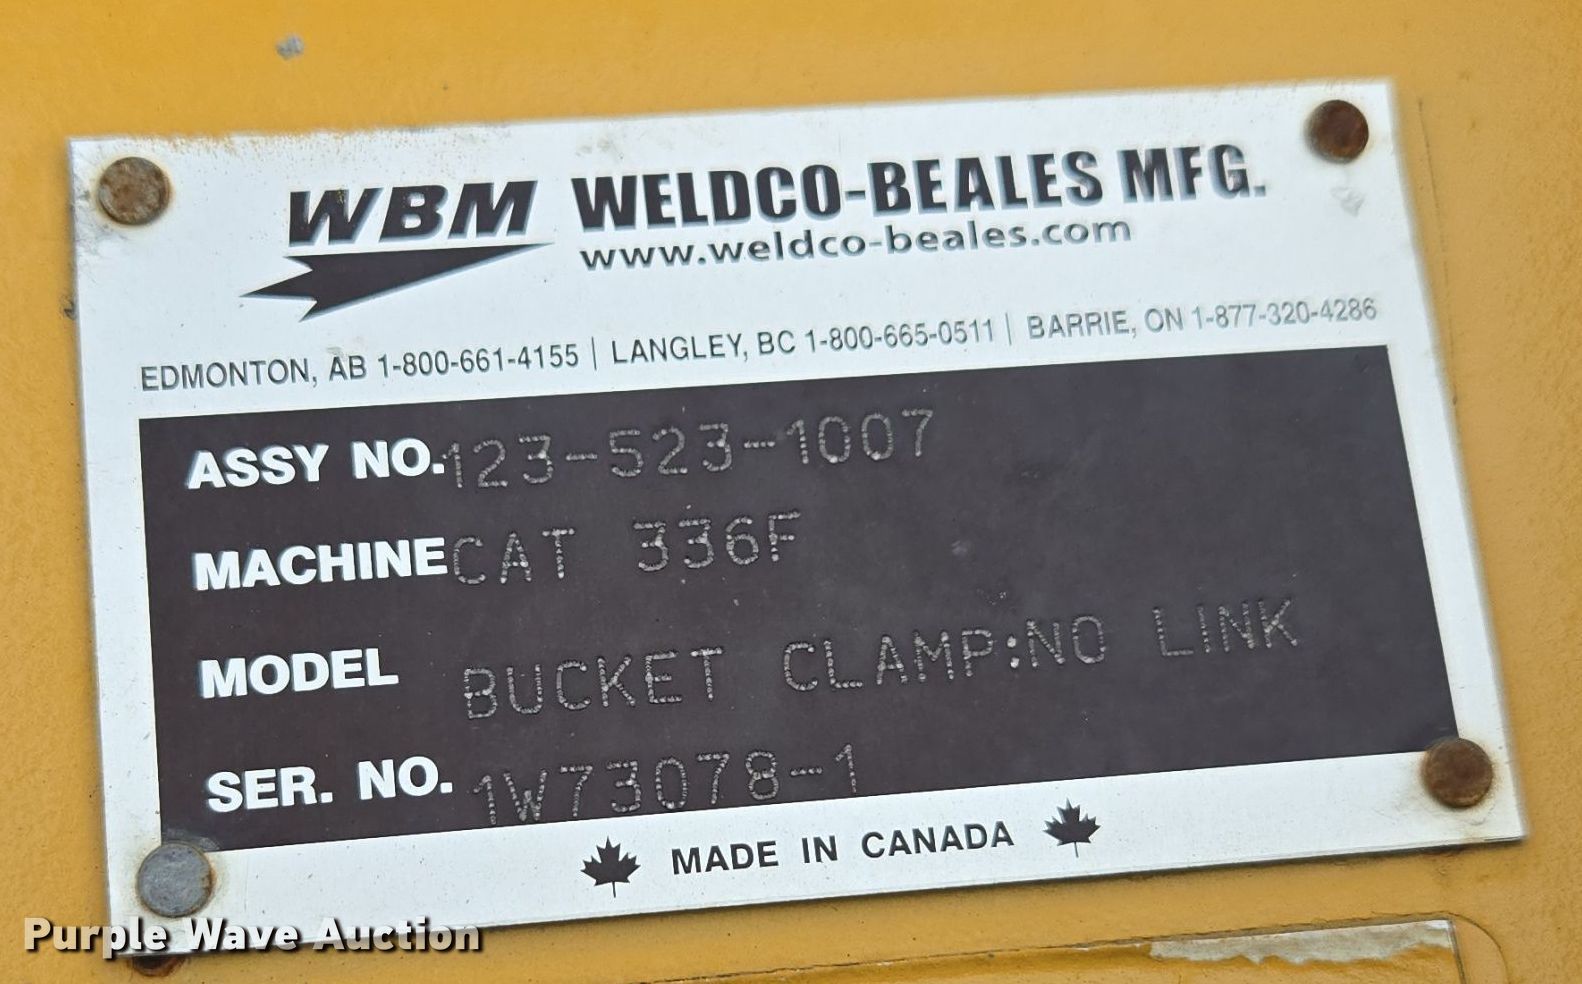 WBM WELDCO-BEALES MFG.
www.weldco-beales.com
EDMONTON, AB 1-800-661-4155 | LANGLEY, BC 1-800-665-0511 | BARRIE, ON 1-877-320-4286
ASSY NO. 123-523-1007
MACHINE CAT 336F
MODEL BUCKET CLAMP:NO LINK
SER. NO. 1W73078-1
MADE IN CANADA
Purple Wave Auction